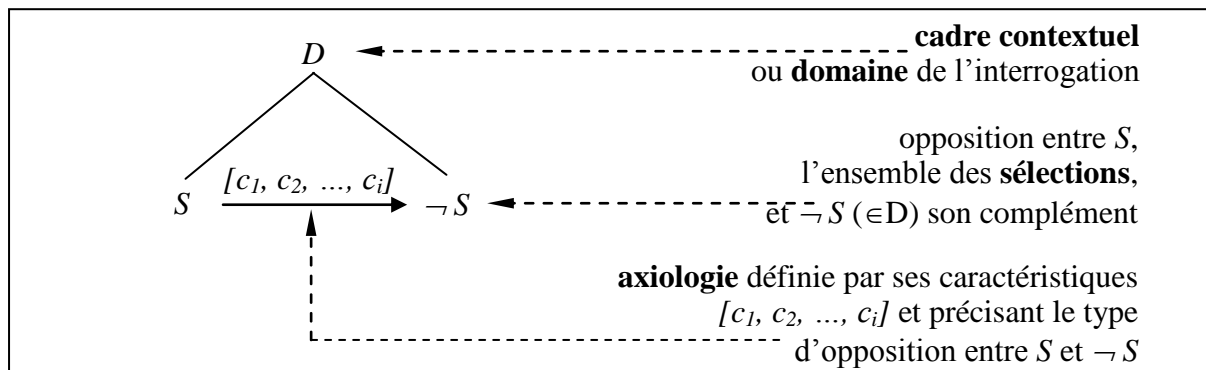 D
cadre contextuel
ou domaine de l’interrogation
opposition entre S,
l’ensemble des sélections,
et ¬ S (∈D) son complément
S
[c1, c2, ..., ci]
¬ S
axiologie définie par ses caractéristiques
[c1, c2, ..., ci] et précisant le type
d’opposition entre S et ¬ S